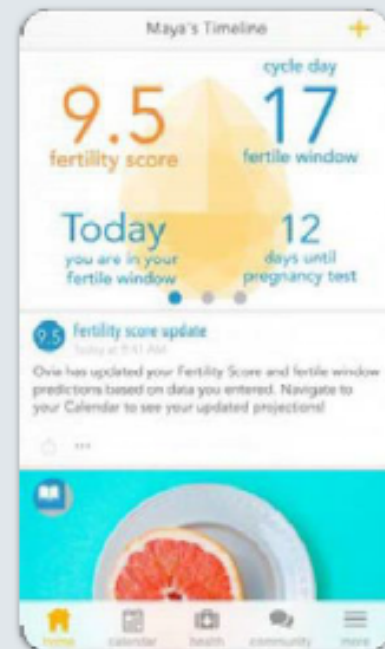 Maya's Timeline
+
9.5
fertility score
cycle day
17
fertile window
Today
you are in your
fertile window
12
days until
pregnancy test
9.5
Fertility score update
Today at 9:41 AM
Ovia has updated your Fertility Score and fertile window
predictions based on data you entered. Navigate to
your Calendar to see your updated projections!
home
calendar
health
community
more